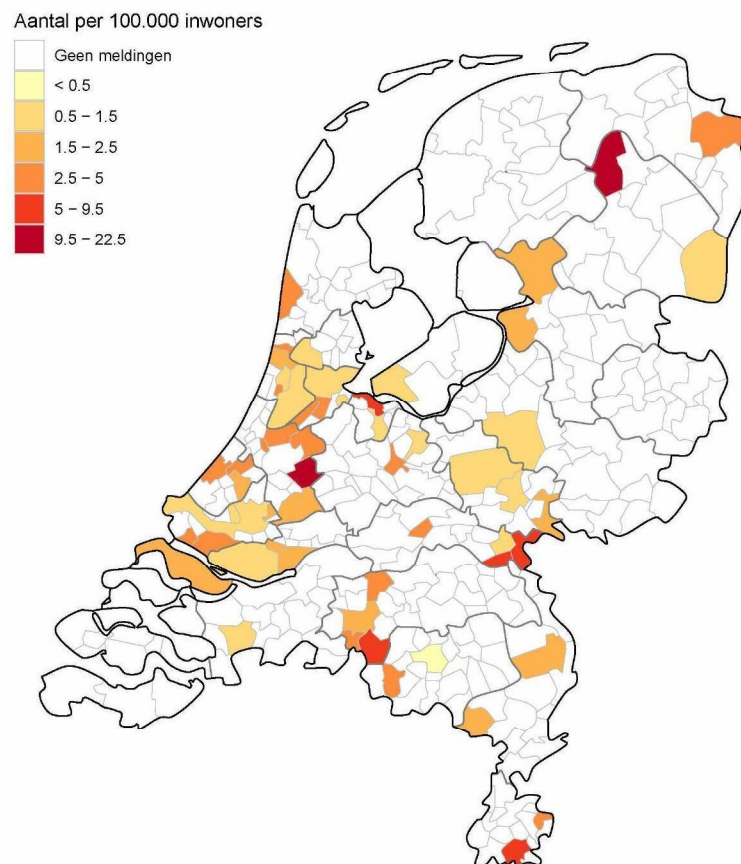 Aantal per 100.000 inwoners
Geen meldingen
< 0.5
0.5 – 1.5
1.5 – 2.5
2.5 – 5
5 – 9.5
9.5 – 22.5